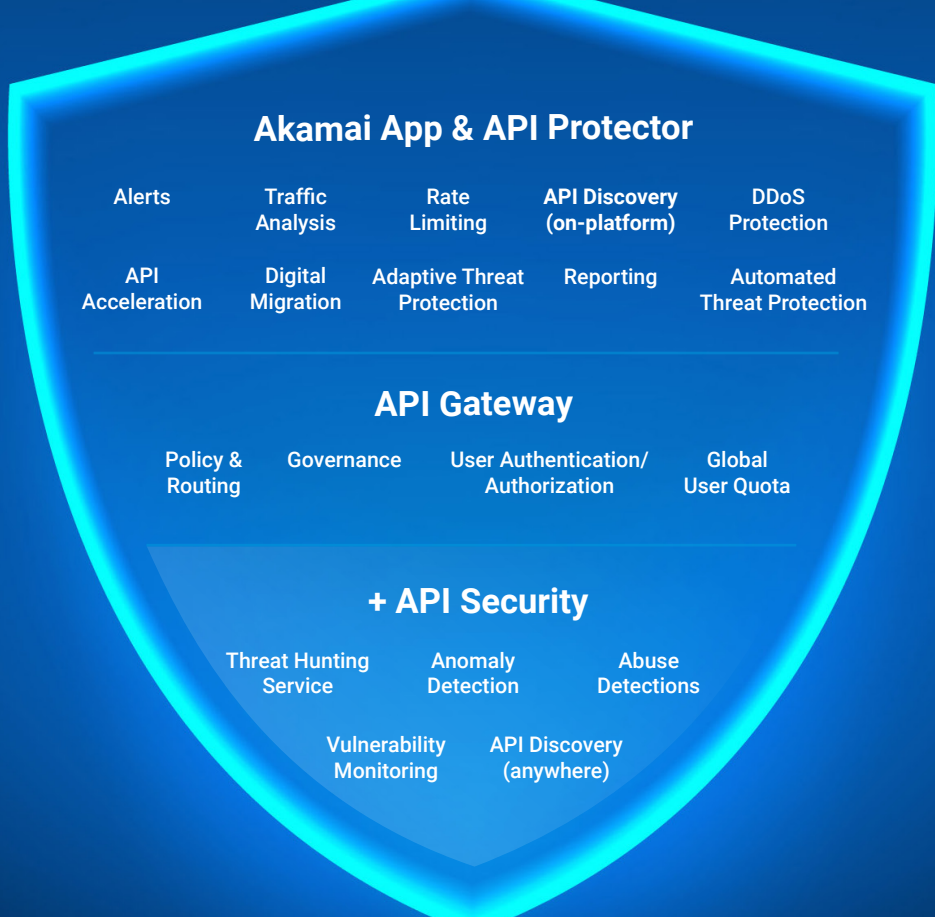 Akamai App & API Protector
Alerts
Traffic
Analysis
Rate
Limiting
API Discovery
(on-platform)
DDoS
Protection
API
Acceleration
Digital
Migration
Adaptive Threat
Protection
Reporting
Automated
Threat Protection
API Gateway
Policy &
Routing
Governance
User Authentication/
Authorization
Global
User Quota
+ API Security
Threat Hunting
Service
Anomaly
Detection
Abuse
Detections
Vulnerability
Monitoring
API Discovery
(anywhere)